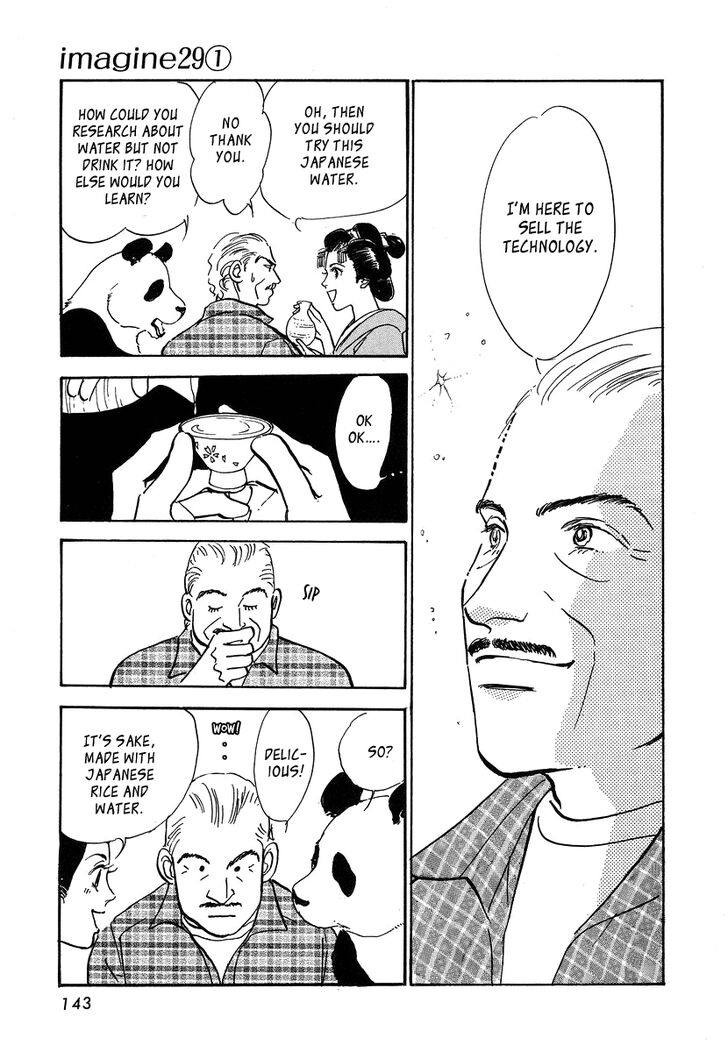 imagine29①
I'M HERE TO
SELL THE
TECHNOLOGY.
OH, THEN
YOU SHOULD
TRY THIS
JAPANESE
WATER.
NO
THANK
YOU.
HOW COULD YOU
RESEARCH ABOUT
WATER BUT NOT
DRINK IT? HOW
ELSE WOULD YOU
LEARN?
OK
OK....
SIP
SO?
WOW!
DELIC-
IOUS!
IT'S SAKE,
MADE WITH
JAPANESE
RICE AND
WATER.
143